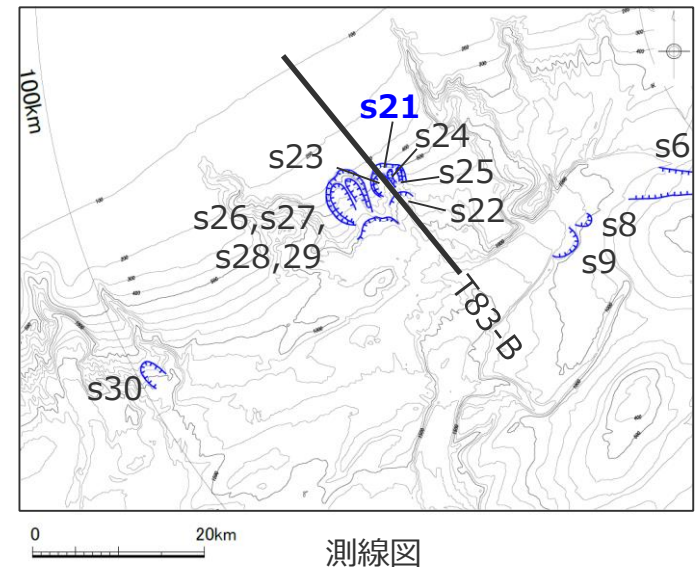 100km
s21
s24
s23
s25
s6
s22
s26,s27,
s28,29
s8
s9
T83-B
s30
0 20km
測線図